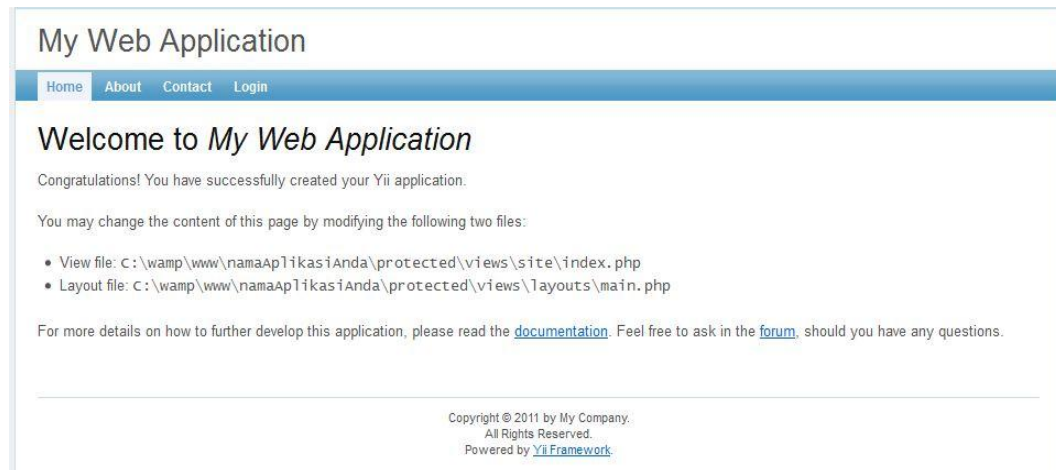 My Web Application
Home About Contact Login
Welcome to My Web Application
Congratulations! You have successfully created your Yii application.
You may change the content of this page by modifying the following two files:
• View file: C:\wamp\www\namaAplikasiAnda\protected\views\site\index.php
• Layout file: C:\wamp\www\namaAplikasiAnda\protected\views\layouts\main.php
For more details on how to further develop this application, please read the documentation. Feel free to ask in the forum, should you have any questions.
Copyright © 2011 by My Company.
All Rights Reserved.
Powered by Yii Framework.